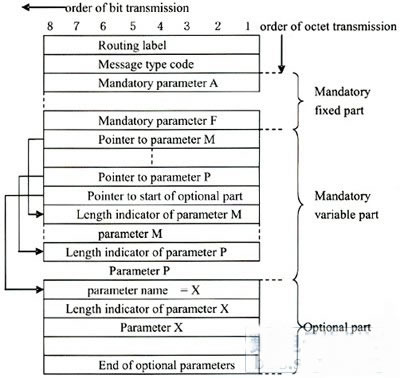 order of bit transmission
8 7 6 5 4 3 2 1
order of octet transmission
Routing label
Message type code
Mandatory parameter A
Mandatory
fixed part
Mandatory parameter F
Pointer to parameter M
Pointer to parameter P
Pointer to start of optional part
Mandatory
variable part
Length indicator of parameter M
parameter M
Length indicator of parameter P
Parameter P
parameter name = X
Length indicator of parameter X
Parameter X
Optional part
End of optional parameters